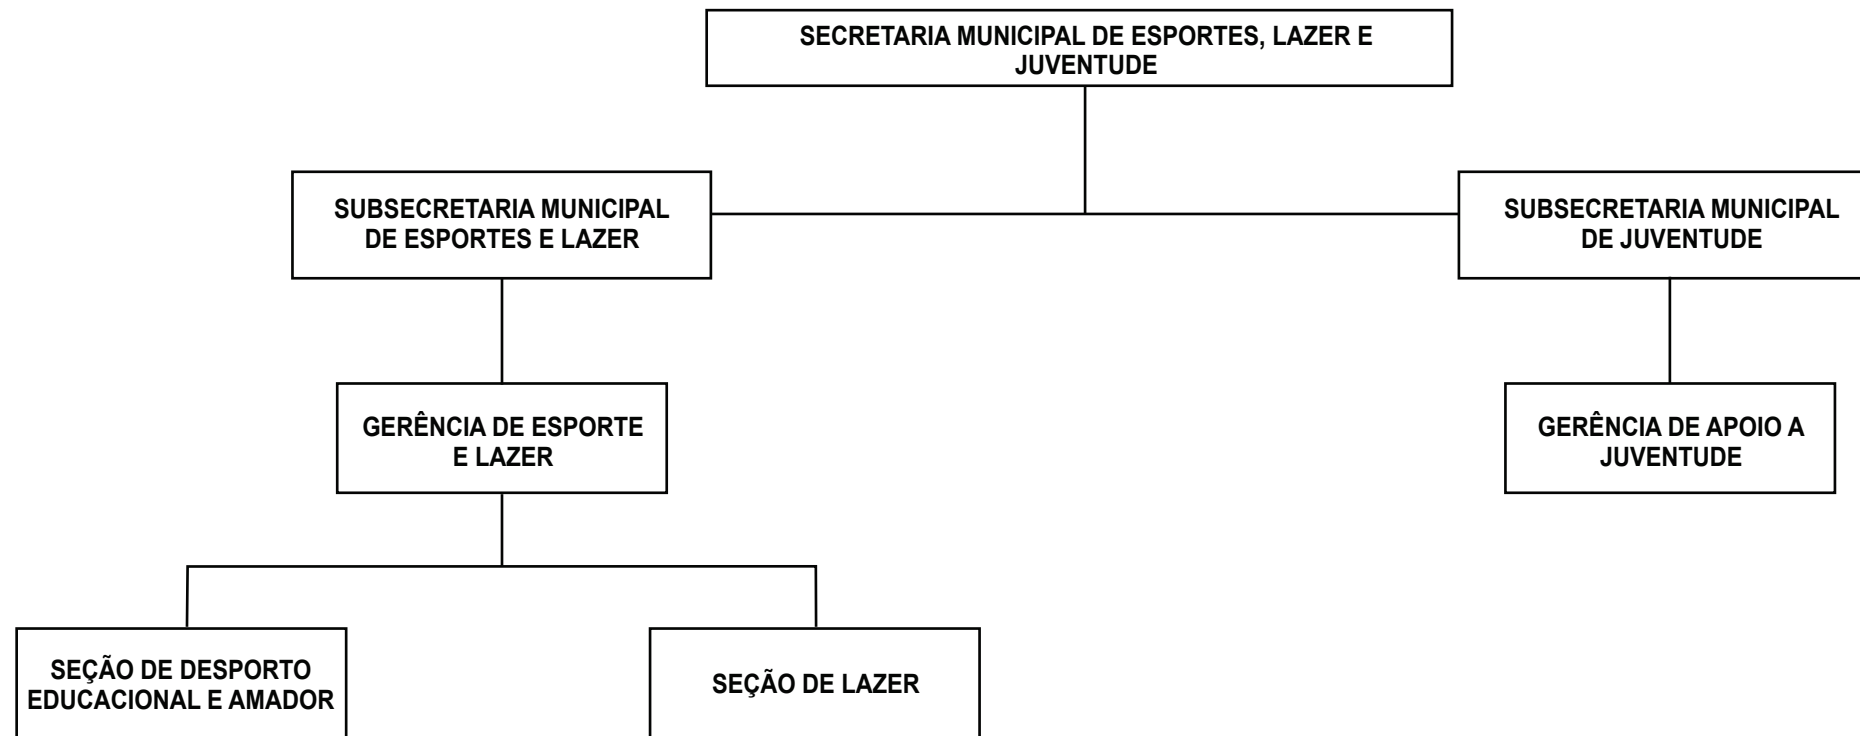 SECRETARIA MUNICIPAL DE ESPORTES, LAZER E
JUVENTUDE
SUBSECRETARIA MUNICIPAL
DE ESPORTES E LAZER
SUBSECRETARIA MUNICIPAL
DE JUVENTUDE
GERÊNCIA DE ESPORTE
E LAZER
GERÊNCIA DE APOIO A
JUVENTUDE
SEÇÃO DE DESPORTO
EDUCACIONAL E AMADOR
SEÇÃO DE LAZER